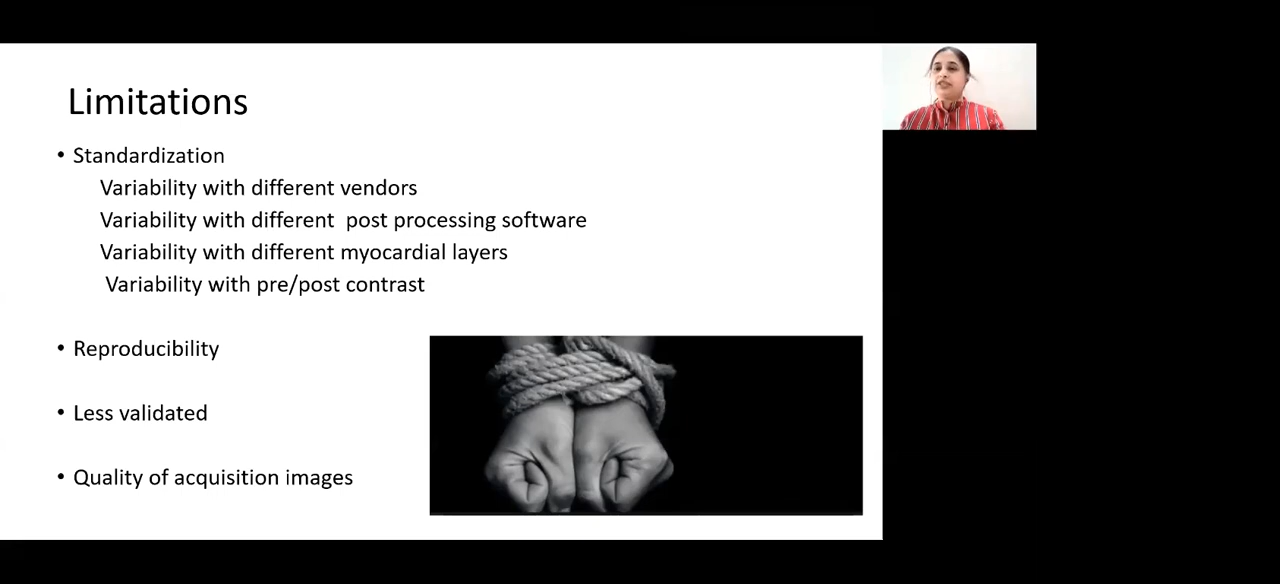 Limitations
• Standardization
Variability with different vendors
Variability with different  post processing software
Variability with different myocardial layers
Variability with pre/post contrast
• Reproducibility
• Less validated
• Quality of acquisition images